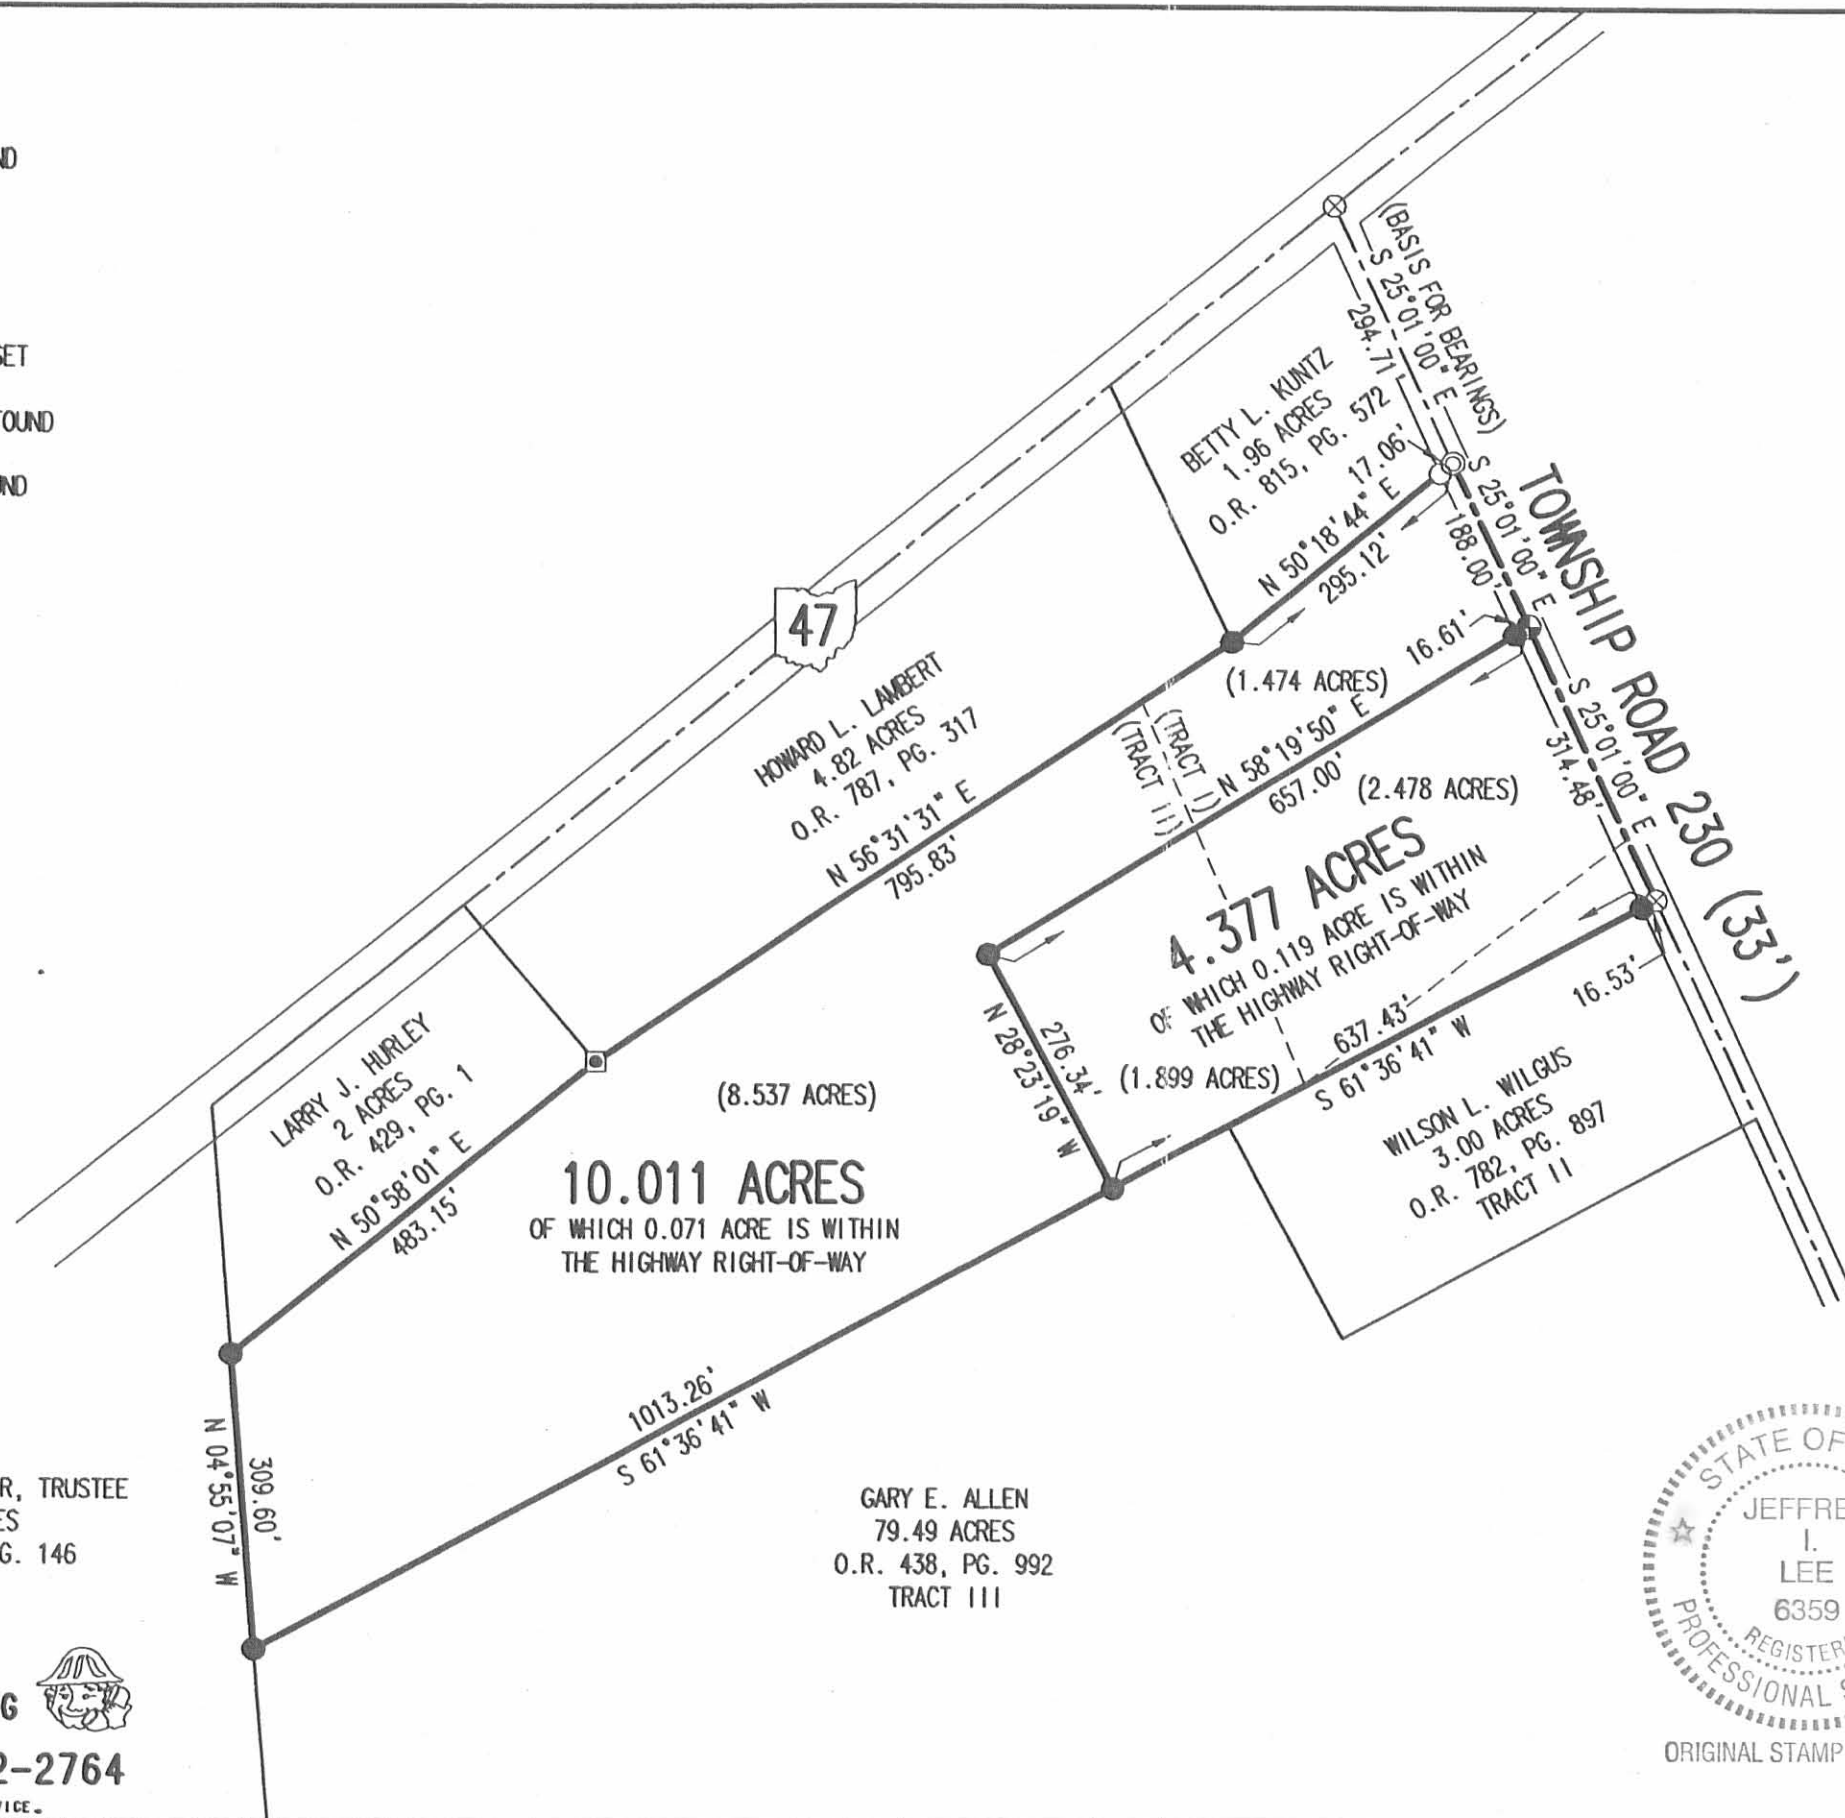 ND
SET
FOUND
UND
(BASIS FOR BEARINGS)
S 25°01'00" E
294.71'
BETTY L. KUNTZ
1.96 ACRES
O.R. 815, PG. 572
17.06'
N 50°18'44" E
295.12'
S 25°01'00" E
188.00'
TOWNSHIP ROAD 230 (33')
47
HOWARD L. LAMBERT
4.82 ACRES
O.R. 787, PG. 317
N 56°31'31" E
795.83'
(1.474 ACRES)
16.61'
(TRACT I)
(TRACT II)
N 58°19'50" E
657.00'
S 25°01'00" E
314.48'
(2.478 ACRES)
4.377 ACRES
OF WHICH 0.119 ACRE IS WITHIN
THE HIGHWAY RIGHT-OF-WAY
16.53'
637.43'
S 61°36'41" W
N 28°23'19" W
276.34'
(1.899 ACRES)
WILSON L. WILGUS
3.00 ACRES
O.R. 782, PG. 897
TRACT II
LARRY J. HURLEY
2 ACRES
O.R. 429, PG. 1
N 50°58'01" E
483.15'
(8.537 ACRES)
10.011 ACRES
OF WHICH 0.071 ACRE IS WITHIN
THE HIGHWAY RIGHT-OF-WAY
1013.26'
S 61°36'41" W
N 04°55'07" W
309.60'
GARY E. ALLEN
79.49 ACRES
O.R. 438, PG. 992
TRACT III
R, TRUSTEE
ES
G. 146
G
2-2764
VICE.
STATE OF
JEFFRE
I.
LEE
6359
REGISTER
PROFESSIONAL S
ORIGINAL STAMP